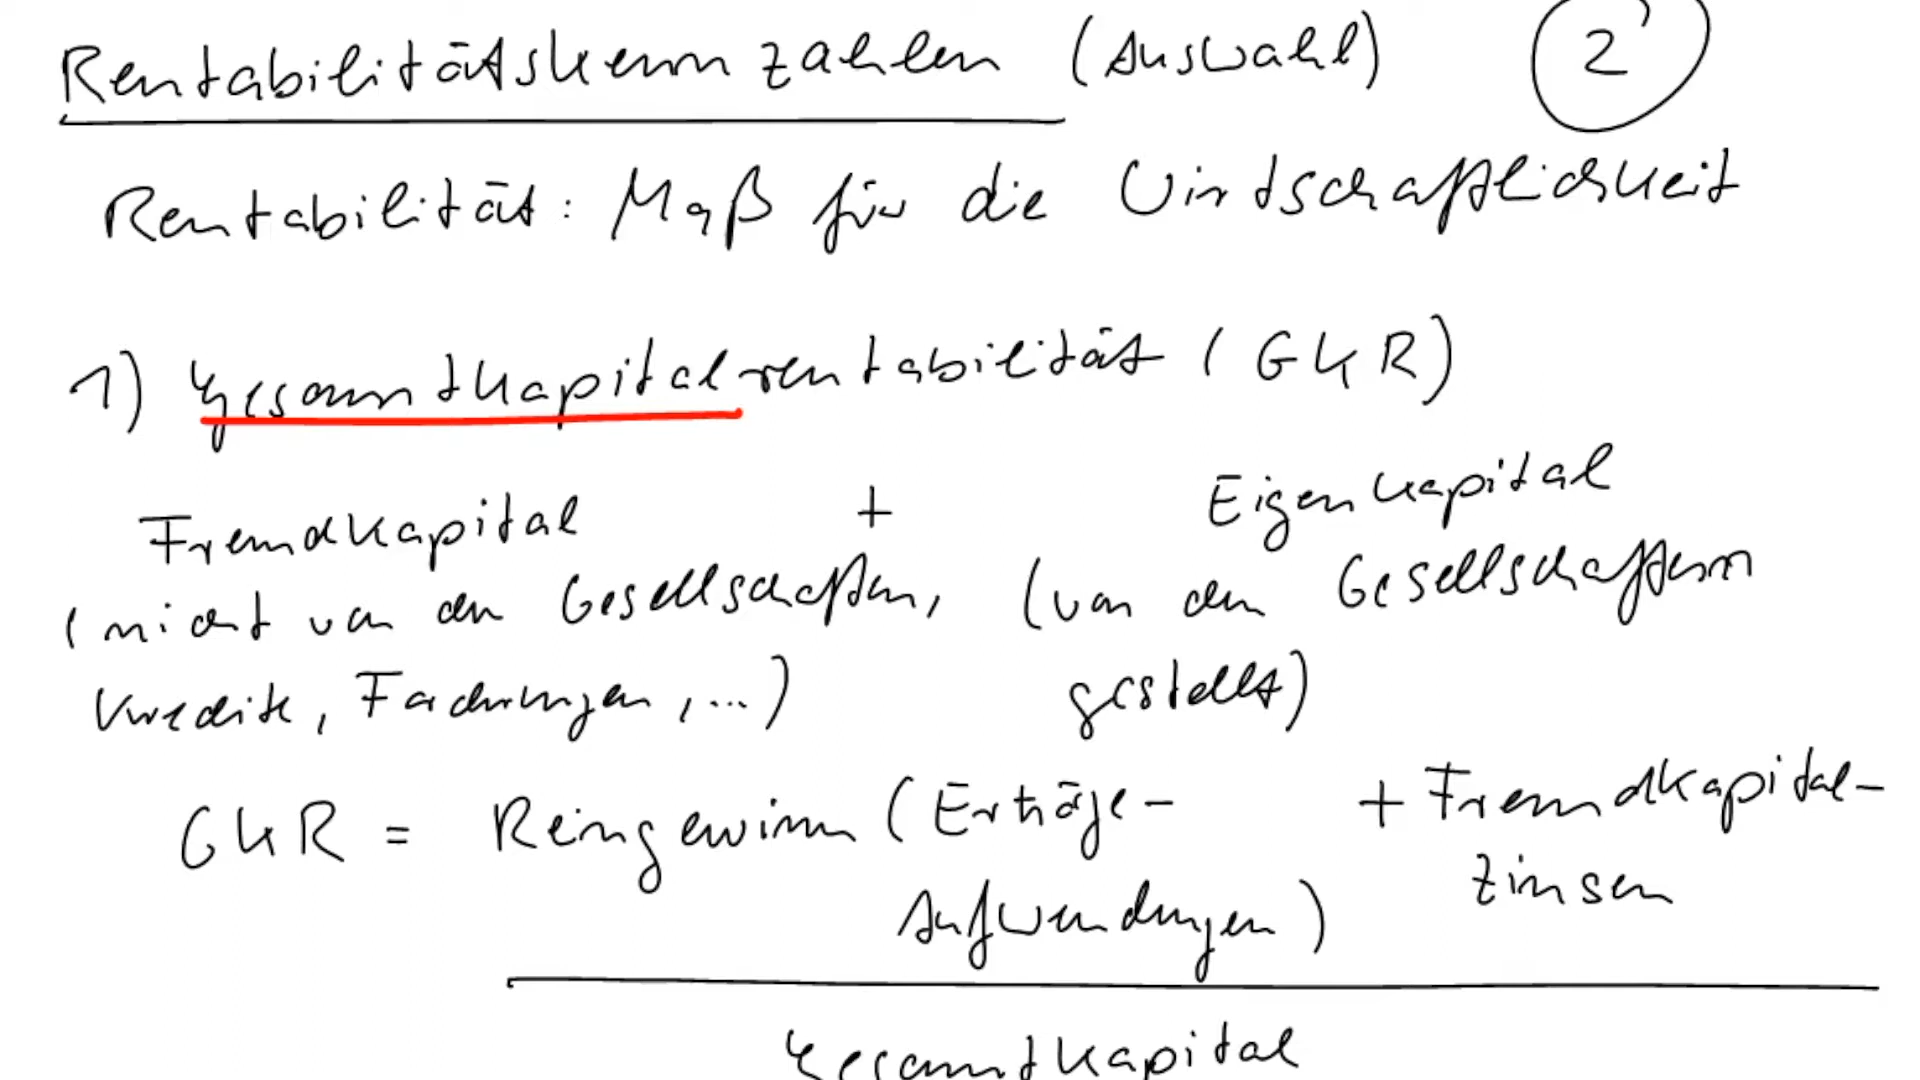 Rentabilitätskennzahlen (Auswahl) 2
Rentabilität: Maß für die Wirtschaftlichkeit
1) Gesamtkapitalrentabilität (GKR)
Fremdkapital + Eigenkapital
(nicht von den Gesellschaftern, (von den Gesellschaftern
Kredite, Forderungen, ...) gestellt)
GKR = Reingewinn (Erträge- + Fremdkapital-
Aufwendungen) zinsen
Gesamtkapital